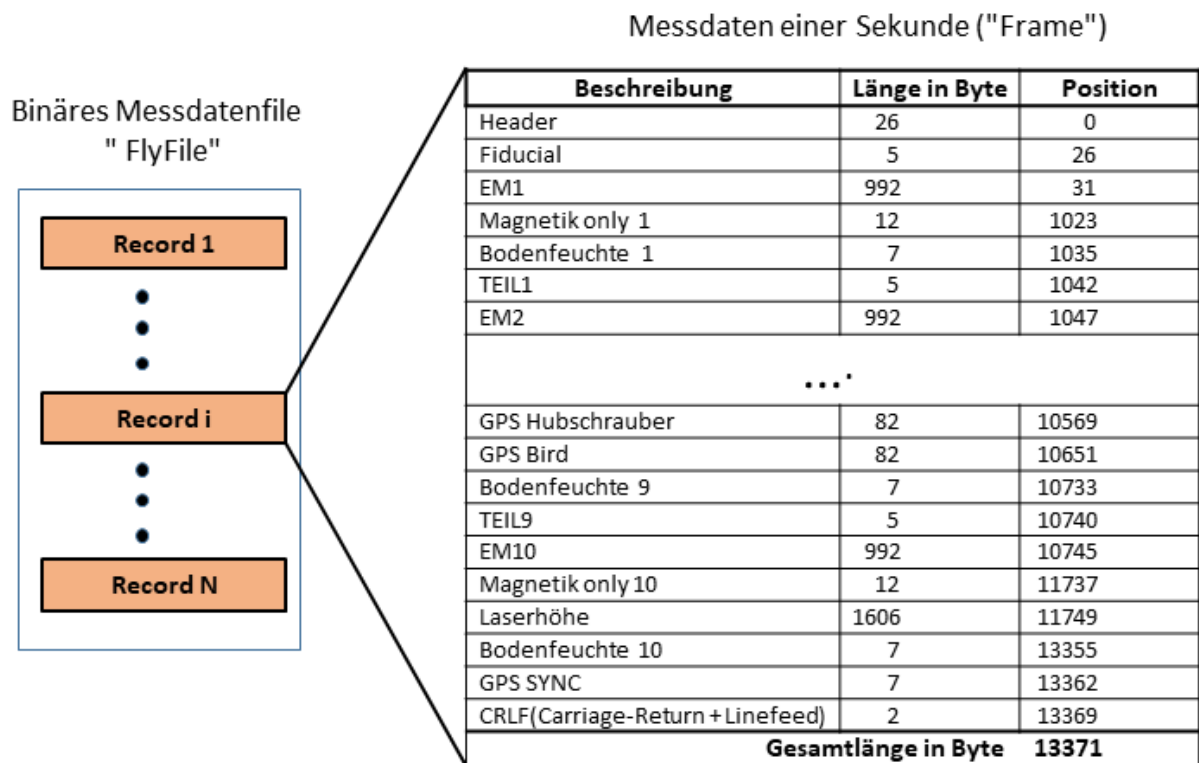 Messdaten einer Sekunde ("Frame")
Binäres Messdatenfile
" FlyFile"
Record 1
Record i
Record N
Beschreibung Länge in Byte Position
Header 26 0
Fiducial 5 26
EM1 992 31
Magnetik only 1 12 1023
Bodenfeuchte 1 7 1035
TEIL1 5 1042
EM2 992 1047
....
GPS Hubschrauber 82 10569
GPS Bird 82 10651
Bodenfeuchte 9 7 10733
TEIL9 5 10740
EM10 992 10745
Magnetik only 10 12 11737
Laserhöhe 1606 11749
Bodenfeuchte 10 7 13355
GPS SYNC 7 13362
CRLF(Carriage-Return + Linefeed) 2 13369
Gesamtlänge in Byte 13371